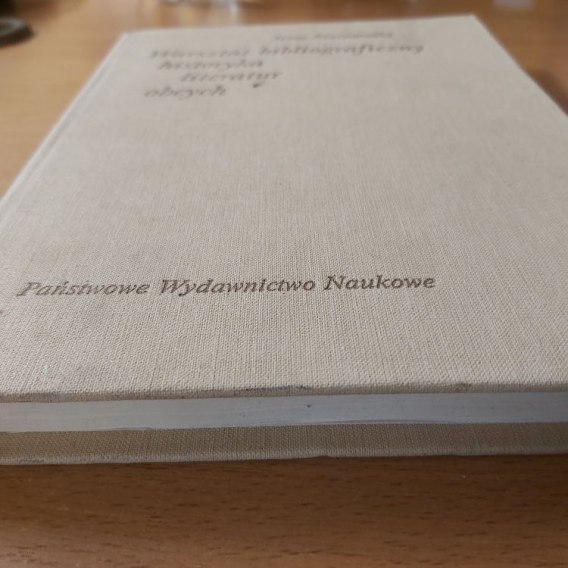 Warsztat bibliograficzny
historyka
literatur
obcych
Państwowe Wydawnictwo Naukowe